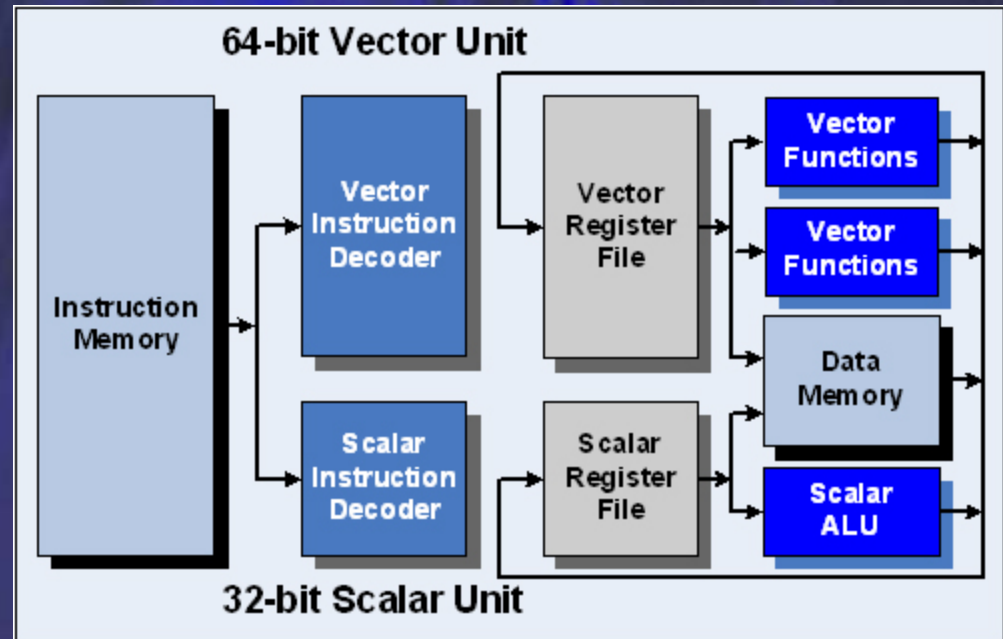 64-bit Vector Unit
Instruction
Memory
Vector
Instruction
Decoder
Scalar
Instruction
Decoder
Vector
Register
File
Scalar
Register
File
Vector
Functions
Vector
Functions
Data
Memory
Scalar
ALU
32-bit Scalar Unit